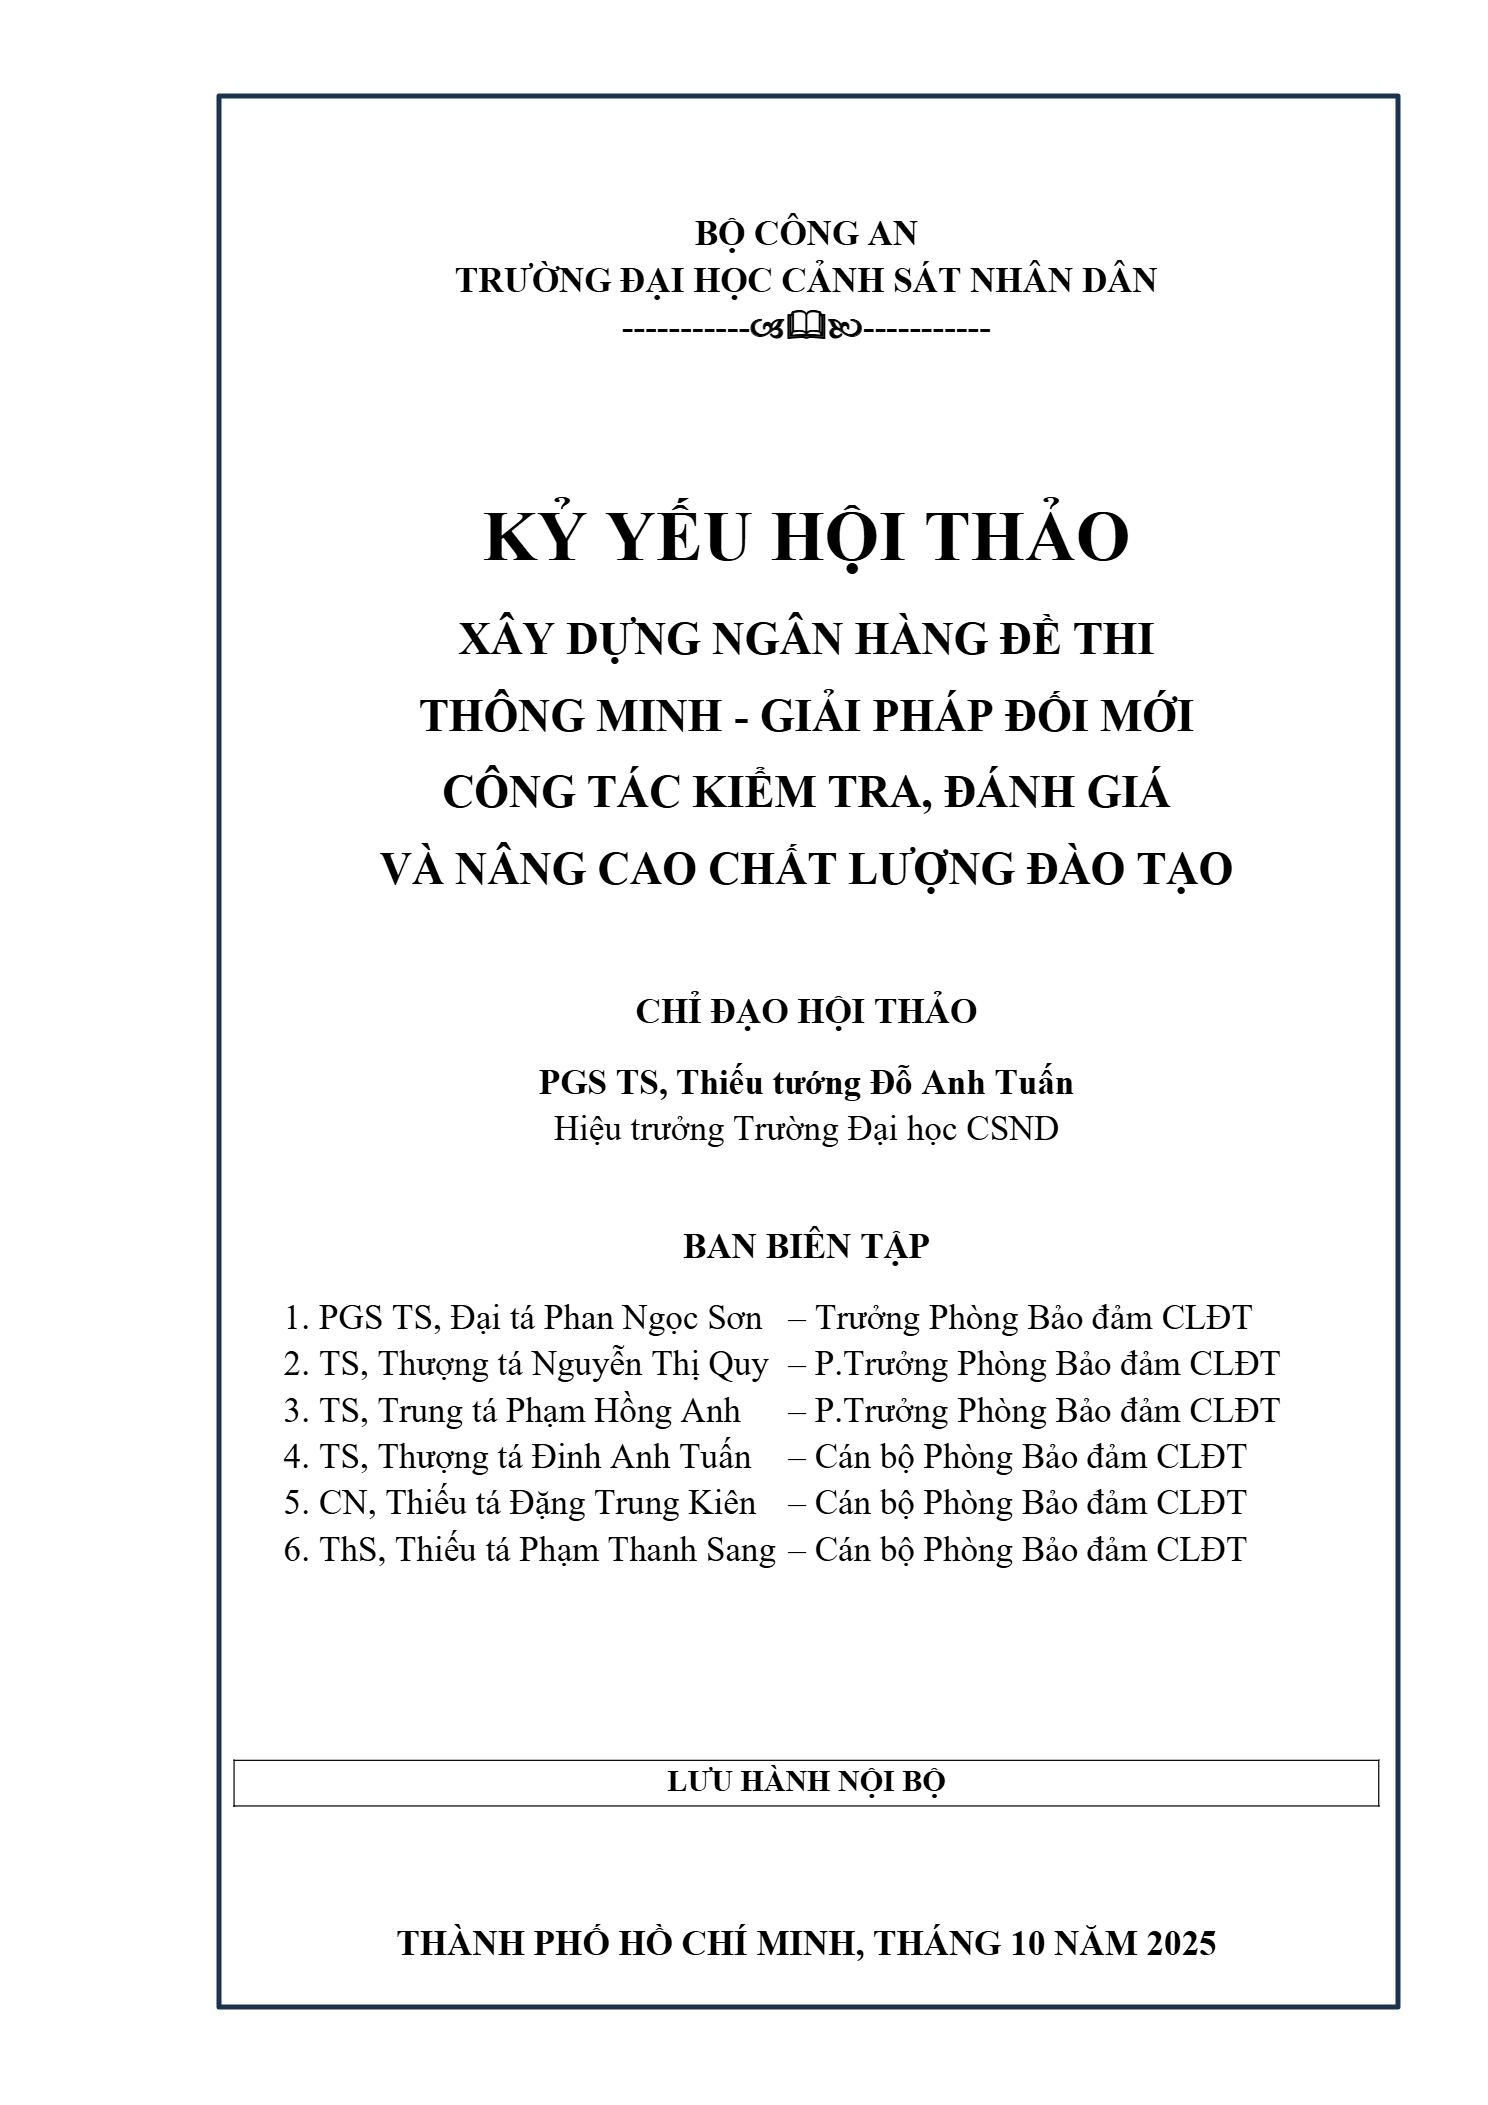 BỘ CÔNG AN
TRƯỜNG ĐẠI HỌC CẢNH SÁT NHÂN DÂN
----------- -----------
KỶ YẾU HỘI THẢO
XÂY DỰNG NGÂN HÀNG ĐỀ THI
THÔNG MINH - GIẢI PHÁP ĐỔI MỚI
CÔNG TÁC KIỂM TRA, ĐÁNH GIÁ
VÀ NÂNG CAO CHẤT LƯỢNG ĐÀO TẠO
CHỈ ĐẠO HỘI THẢO
PGS TS, Thiếu tướng Đỗ Anh Tuấn
Hiệu trưởng Trường Đại học CSND
BAN BIÊN TẬP
1. PGS TS, Đại tá Phan Ngọc Sơn – Trưởng Phòng Bảo đảm CLĐT
2. TS, Thượng tá Nguyễn Thị Quy – P.Trưởng Phòng Bảo đảm CLĐT
3. TS, Trung tá Phạm Hồng Anh – P.Trưởng Phòng Bảo đảm CLĐT
4. TS, Thượng tá Đinh Anh Tuấn – Cán bộ Phòng Bảo đảm CLĐT
5. CN, Thiếu tá Đặng Trung Kiên – Cán bộ Phòng Bảo đảm CLĐT
6. ThS, Thiếu tá Phạm Thanh Sang – Cán bộ Phòng Bảo đảm CLĐT
LƯU HÀNH NỘI BỘ
THÀNH PHỐ HỒ CHÍ MINH, THÁNG 10 NĂM 2025